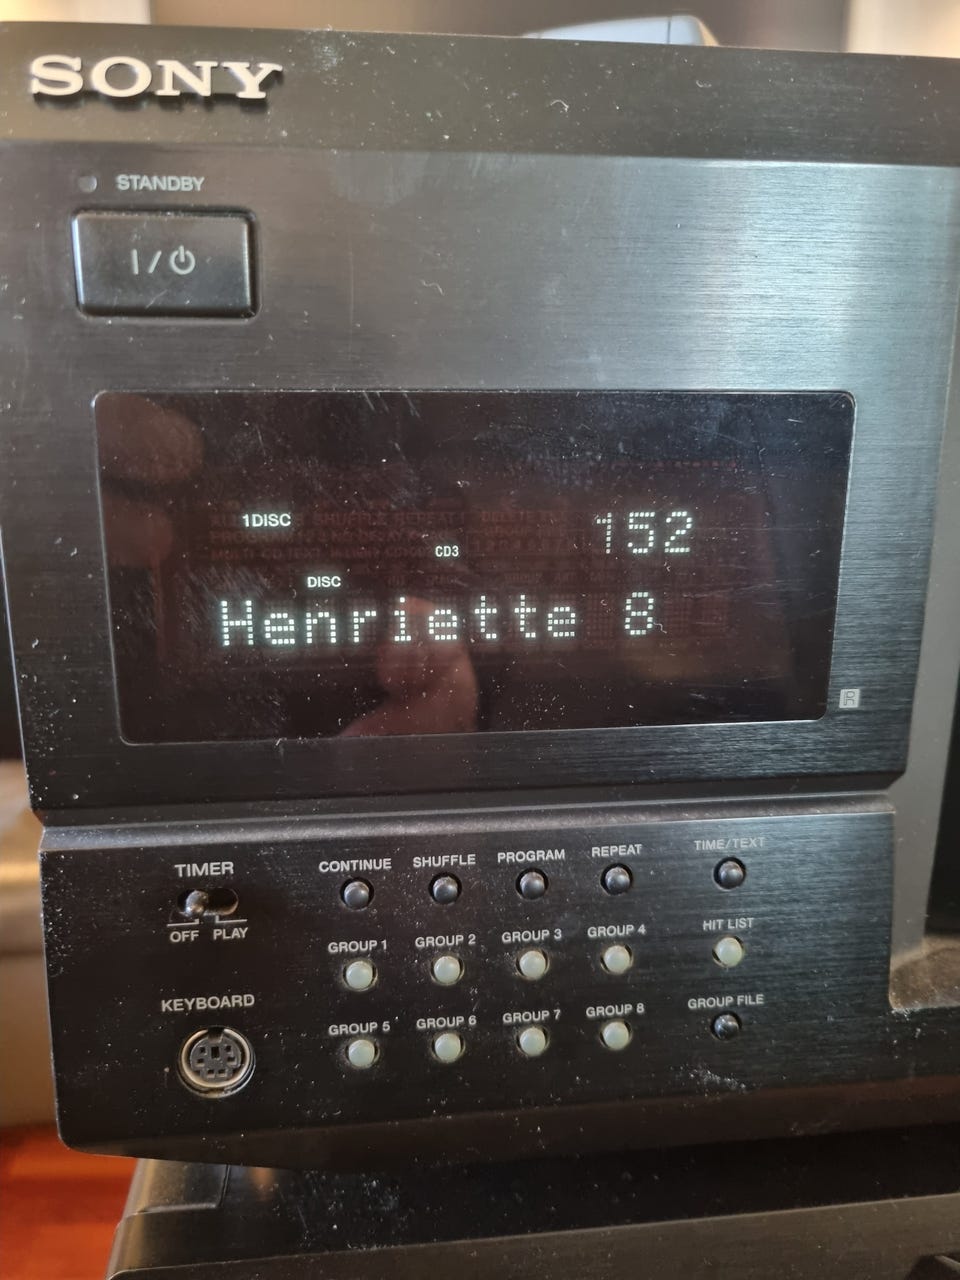 SONY
STANDBY
I / ⏻
1DISC
152
CD3
DISC
Henriette 8
TIMER
OFF PLAY
CONTINUE SHUFFLE PROGRAM REPEAT TIME/TEXT
GROUP 1 GROUP 2 GROUP 3 GROUP 4 HIT LIST
KEYBOARD
GROUP 5 GROUP 6 GROUP 7 GROUP 8 GROUP FILE